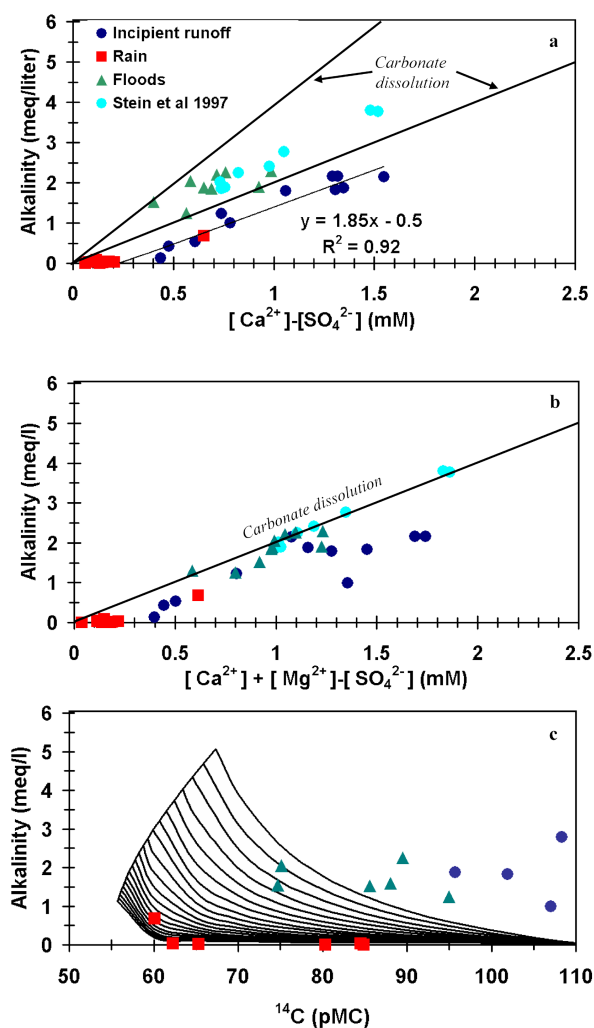 6
5
4
3
2
1
0
Alkalinity (meq/liter)
Incipient runoff
Rain
Floods
Stein et al 1997
a
Carbonate
dissolution
y = 1.85x - 0.5
R² = 0.92
0 0.5 1 1.5 2 2.5
[ Ca²⁺]-[SO₄²⁻] (mM)
6
5
4
3
2
1
0
Alkalinity (meq/l)
b
Carbonate dissolution
0 0.5 1 1.5 2 2.5
[ Ca²⁺] + [ Mg²⁺]-[ SO₄²⁻] (mM)
6
5
4
3
2
1
0
Alkalinity (meq/l)
c
50 60 70 80 90 100 110
¹⁴C (pMC)